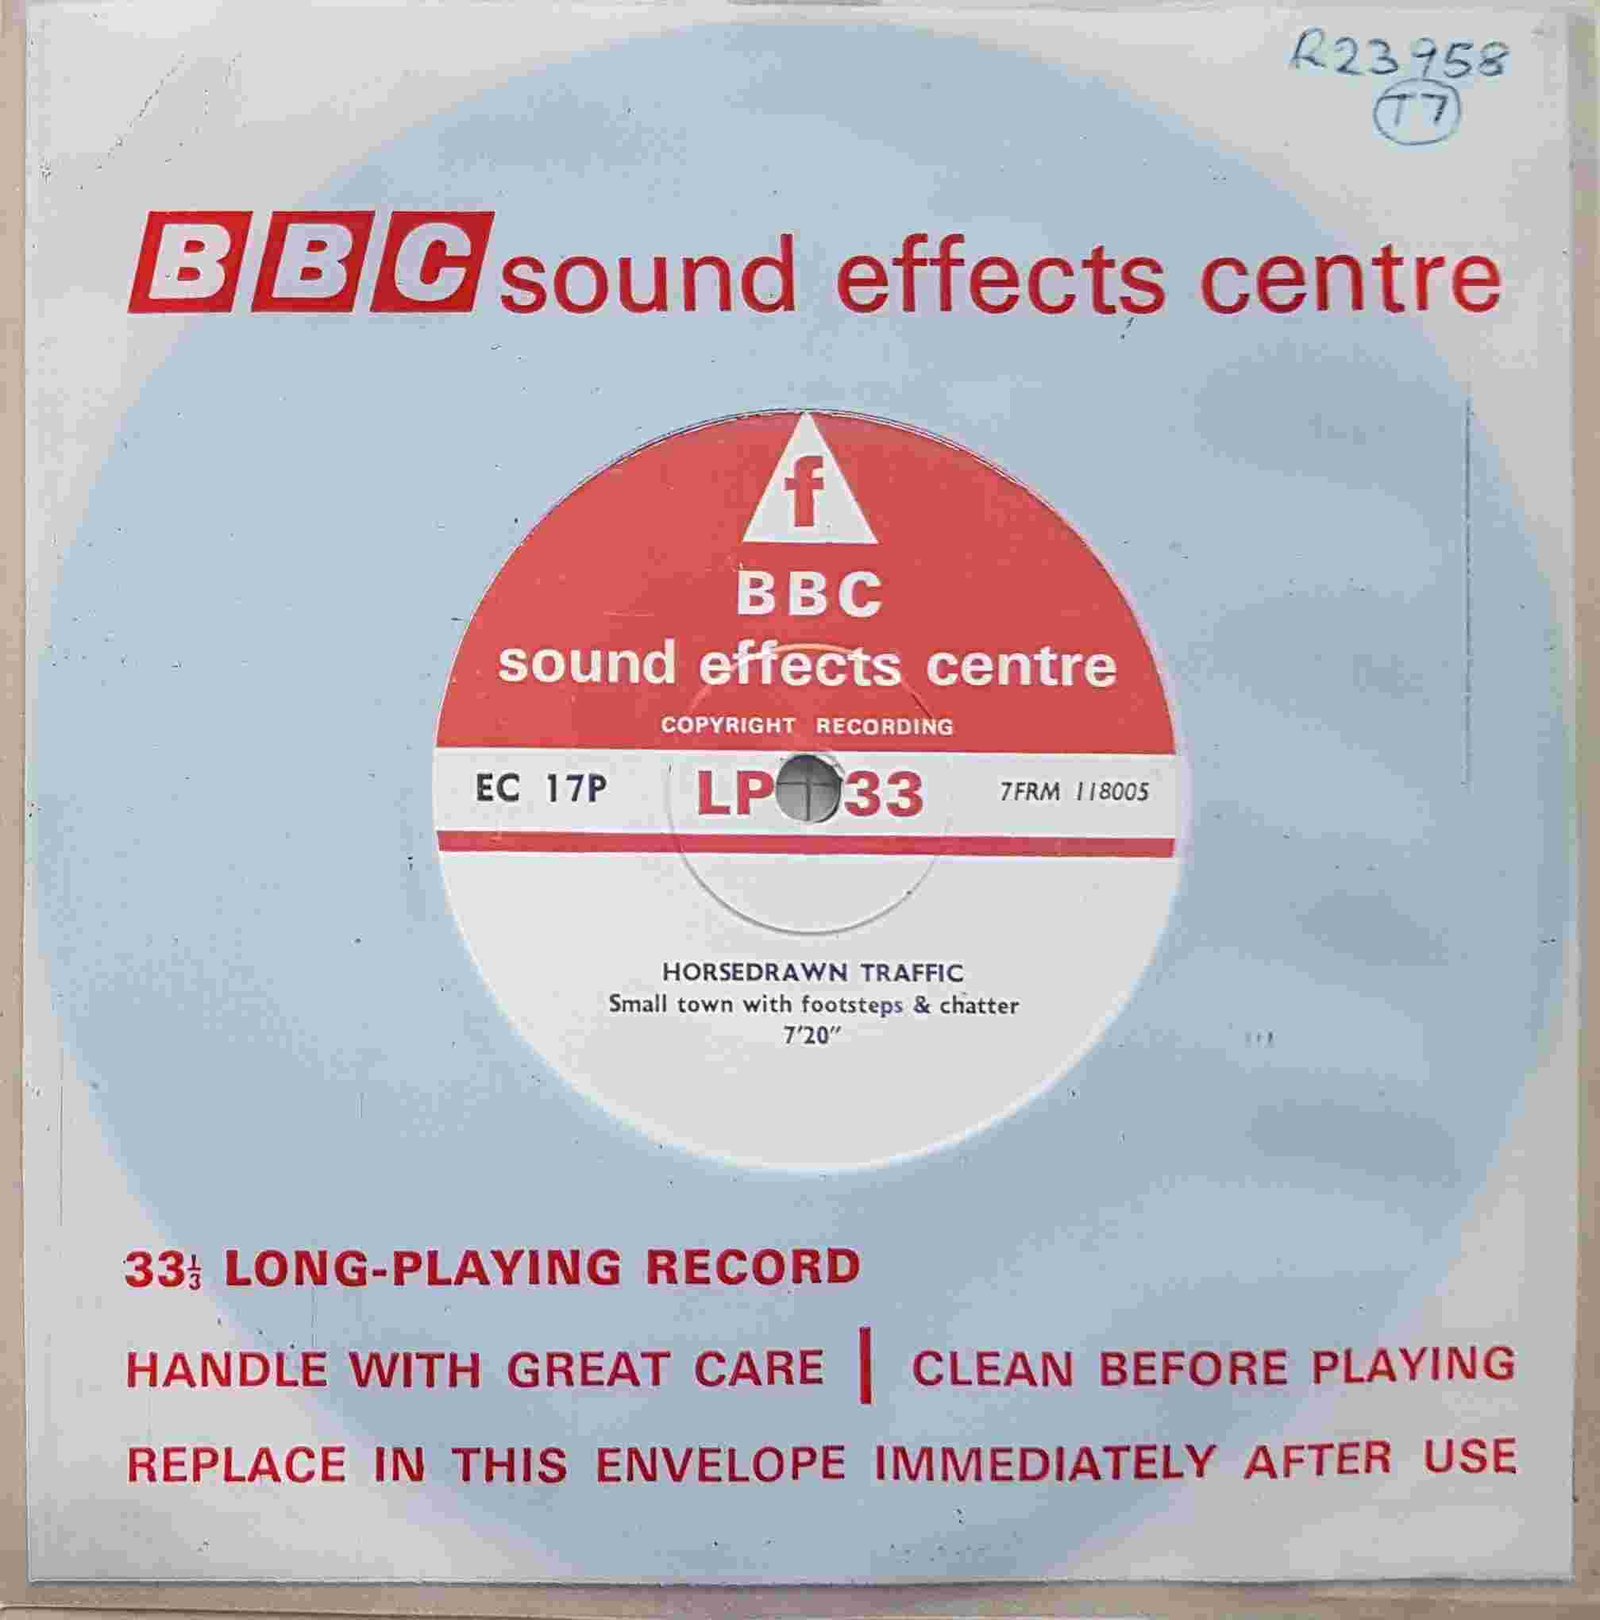 R23958
T7
BBC sound effects centre
f
BBC
sound effects centre
COPYRIGHT RECORDING
EC 17P LP 33 7FRM 118005
HORSEDRAWN TRAFFIC
Small town with footsteps & chatter
7'20"
33⅓ LONG-PLAYING RECORD
HANDLE WITH GREAT CARE | CLEAN BEFORE PLAYING
REPLACE IN THIS ENVELOPE IMMEDIATELY AFTER USE